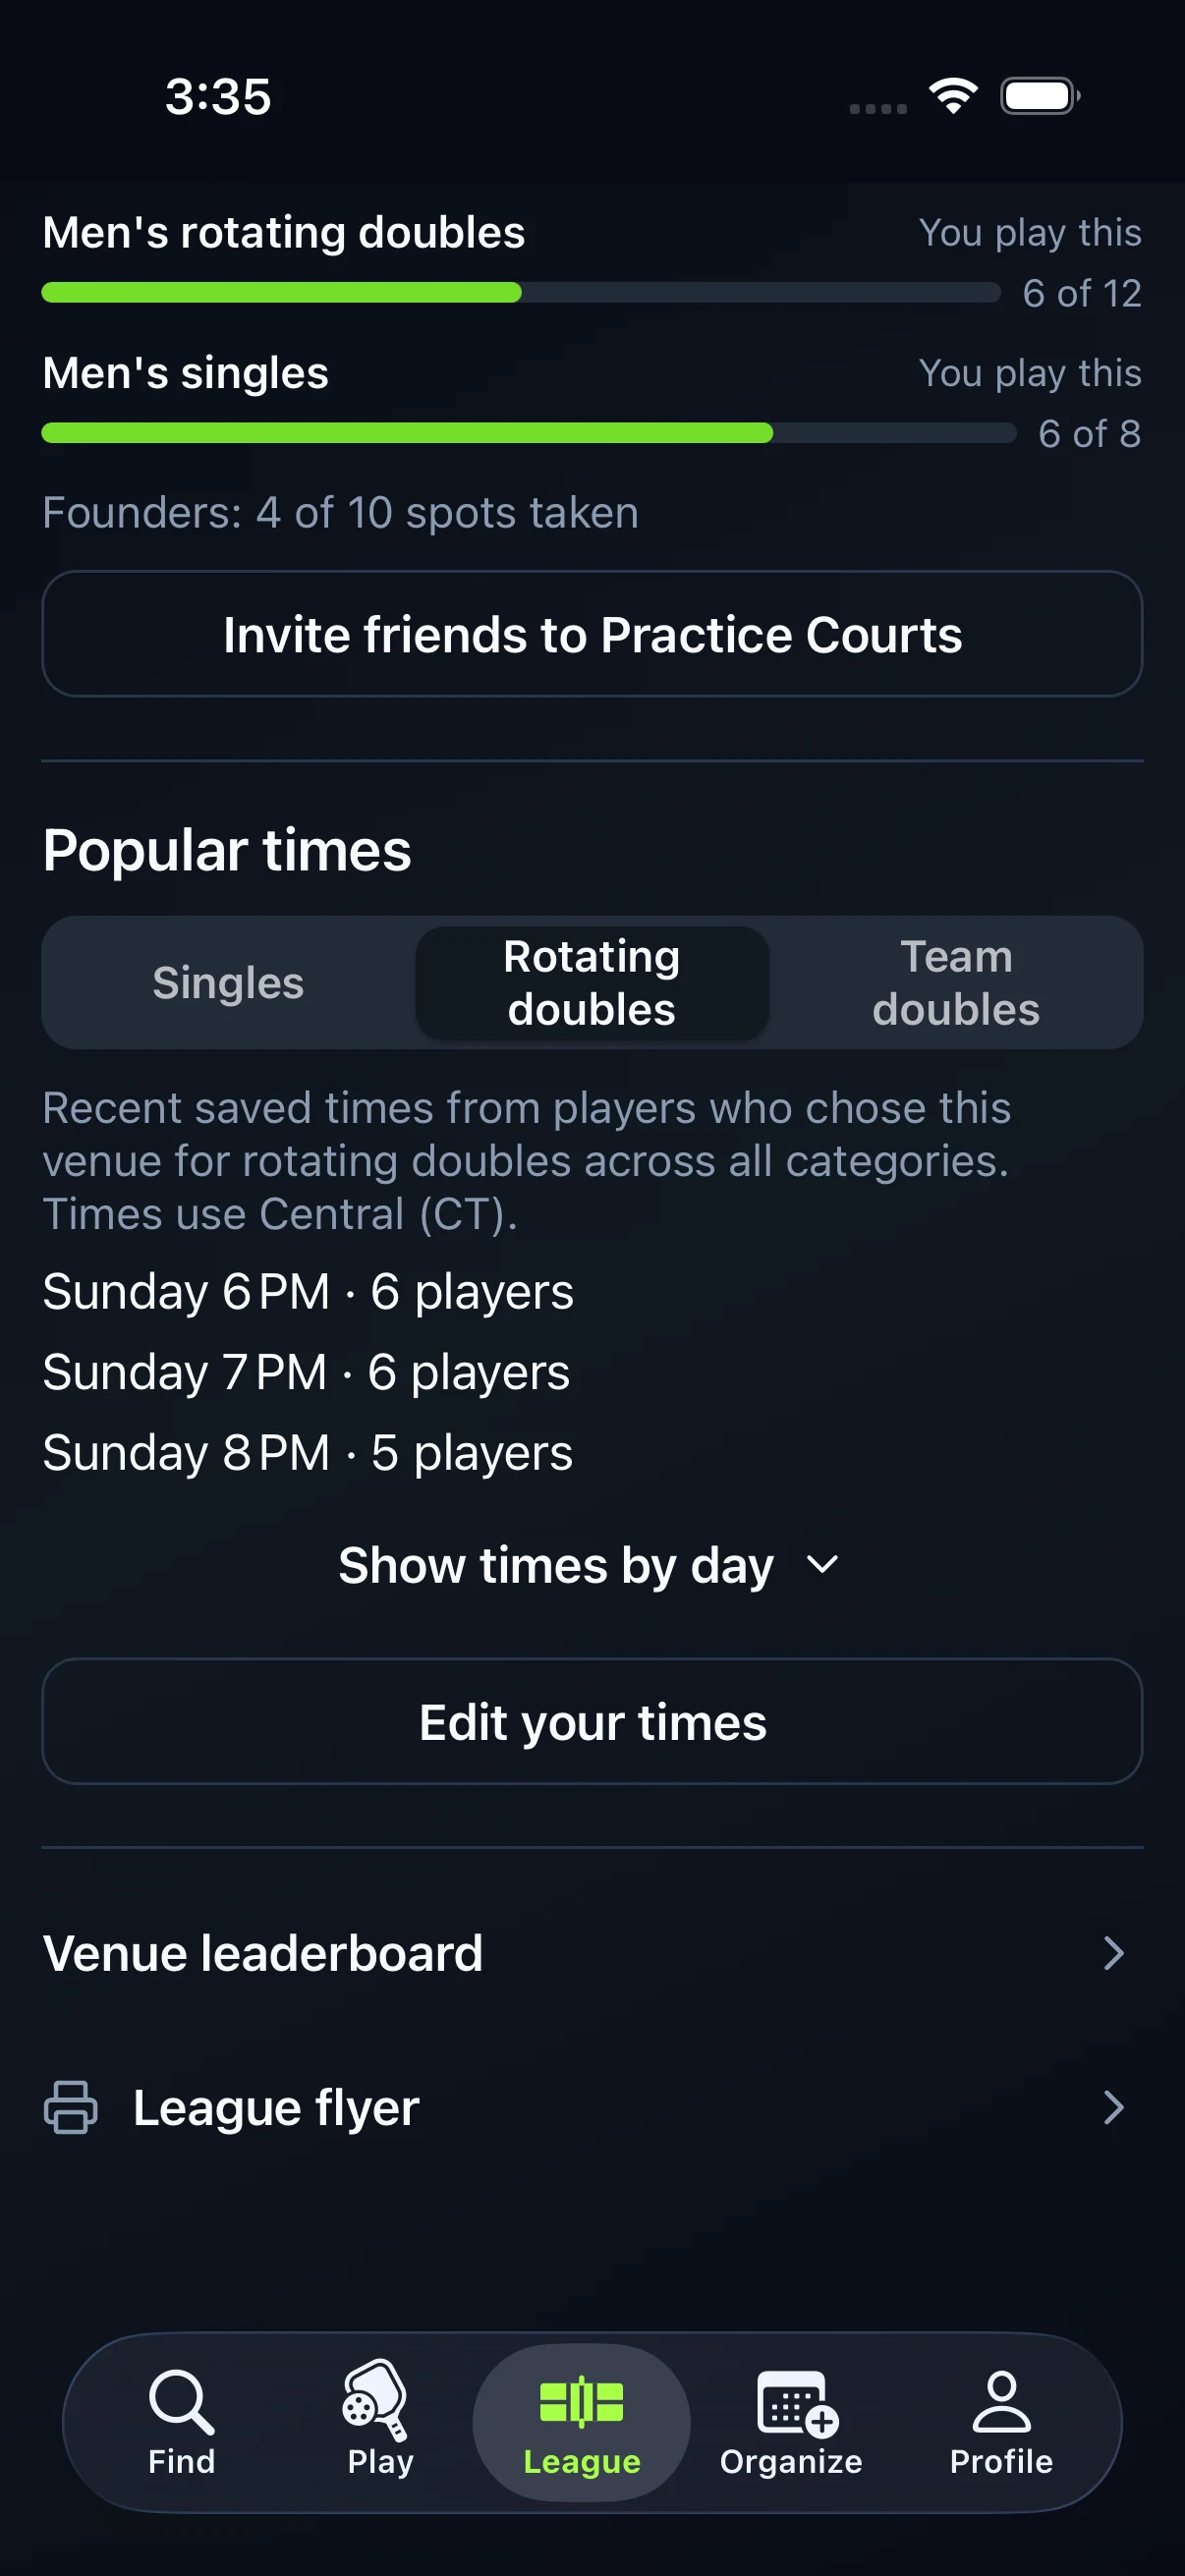 3:35
Men's rotating doubles
You play this
6 of 12
Men's singles
You play this
6 of 8
Founders: 4 of 10 spots taken
Invite friends to Practice Courts
Popular times
Singles
Rotating
doubles
Team
doubles
Recent saved times from players who chose this
venue for rotating doubles across all categories.
Times use Central (CT).
Sunday 6 PM · 6 players
Sunday 7 PM · 6 players
Sunday 8 PM · 5 players
Show times by day
Edit your times
Venue leaderboard
League flyer
Find
Play
League
Organize
Profile